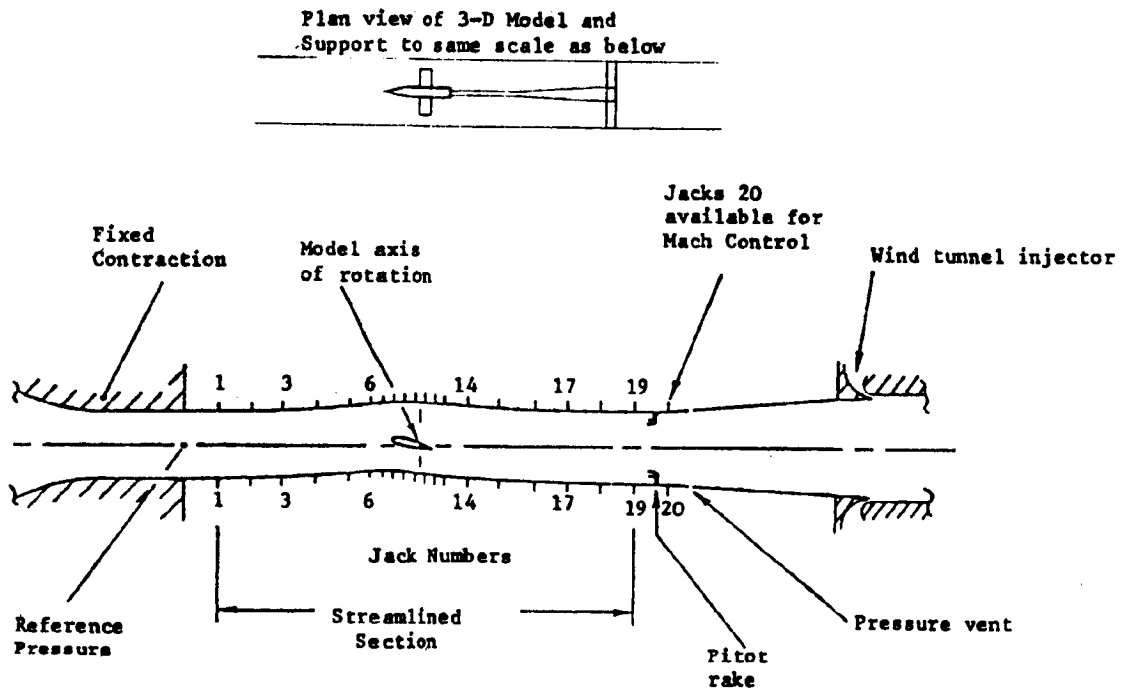 Plan view of 3-D Model and
Support to same scale as below
Jacks 20
available for
Mach Control
Fixed
Contraction
Model axis
of rotation
Wind tunnel injector
1 3 6 14 17 19
1 3 6 14 17 19 20
Jack Numbers
Streamlined
Section
Reference
Pressure
Pressure vent
Pitot
rake